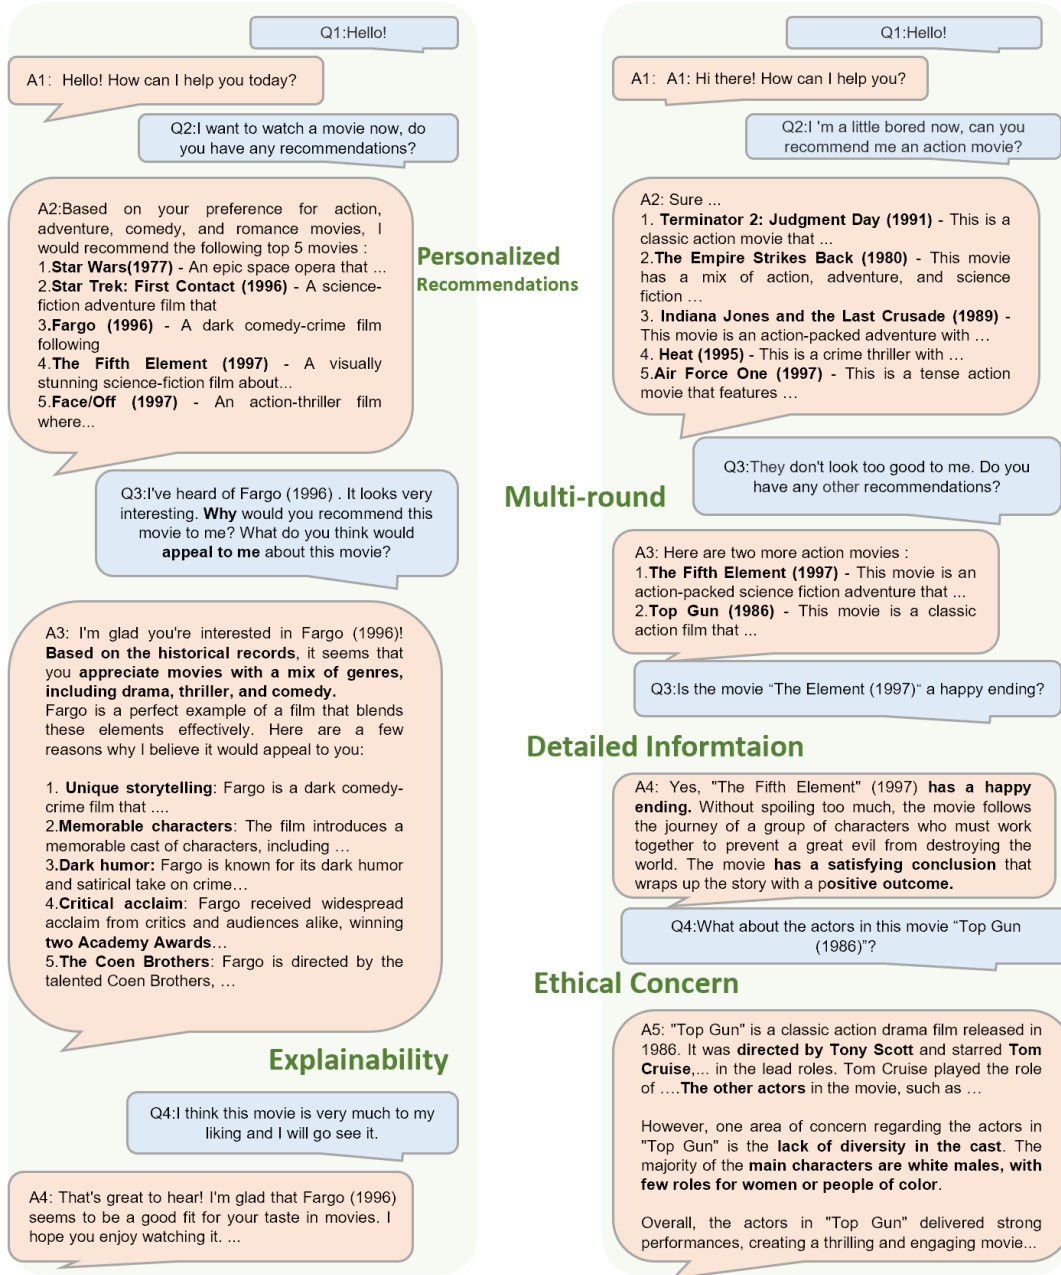 Q1:Hello!
A1: Hello! How can I help you today?
Q2:I want to watch a movie now, do
you have any recommendations?
A2:Based on your preference for action,
adventure, comedy, and romance movies, I
would recommend the following top 5 movies :
1.Star Wars(1977) - An epic space opera that ...
2.Star Trek: First Contact (1996) - A science-
fiction adventure film that
3.Fargo (1996) - A dark comedy-crime film
following
4.The Fifth Element (1997) - A visually
stunning science-fiction film about...
5.Face/Off (1997) - An action-thriller film
where...
Personalized
Recommendations
Q3:I've heard of Fargo (1996) . It looks very
interesting. Why would you recommend this
movie to me? What do you think would
appeal to me about this movie?
A3: I'm glad you're interested in Fargo (1996)!
Based on the historical records, it seems that
you appreciate movies with a mix of genres,
including drama, thriller, and comedy.
Fargo is a perfect example of a film that blends
these elements effectively. Here are a few
reasons why I believe it would appeal to you:
1. Unique storytelling: Fargo is a dark comedy-
crime film that ....
2.Memorable characters: The film introduces a
memorable cast of characters, including …
3.Dark humor: Fargo is known for its dark humor
and satirical take on crime…
4.Critical acclaim: Fargo received widespread
acclaim from critics and audiences alike, winning
two Academy Awards…
5.The Coen Brothers: Fargo is directed by the
talented Coen Brothers, …
Explainability
Q4:I think this movie is very much to my
liking and I will go see it.
A4: That's great to hear! I'm glad that Fargo (1996)
seems to be a good fit for your taste in movies. I
hope you enjoy watching it. ...
Q1:Hello!
A1: A1: Hi there! How can I help you?
Q2:I 'm a little bored now, can you
recommend me an action movie?
A2: Sure ...
1. Terminator 2: Judgment Day (1991) - This is a
classic action movie that ...
2.The Empire Strikes Back (1980) - This movie
has a mix of action, adventure, and science
fiction …
3. Indiana Jones and the Last Crusade (1989) -
This movie is an action-packed adventure with …
4. Heat (1995) - This is a crime thriller with …
5.Air Force One (1997) - This is a tense action
movie that features …
Q3:They don't look too good to me. Do you
have any other recommendations?
Multi-round
A3: Here are two more action movies :
1.The Fifth Element (1997) - This movie is an
action-packed science fiction adventure that ...
2.Top Gun (1986) - This movie is a classic
action film that ...
Q3:Is the movie “The Element (1997)“ a happy ending?
Detailed Informtaion
A4: Yes, "The Fifth Element" (1997) has a happy
ending. Without spoiling too much, the movie follows
the journey of a group of characters who must work
together to prevent a great evil from destroying the
world. The movie has a satisfying conclusion that
wraps up the story with a positive outcome.
Q4:What about the actors in this movie “Top Gun
(1986)”?
Ethical Concern
A5: "Top Gun" is a classic action drama film released in
1986. It was directed by Tony Scott and starred Tom
Cruise,... in the lead roles. Tom Cruise played the role
of ….The other actors in the movie, such as …
However, one area of concern regarding the actors in
"Top Gun" is the lack of diversity in the cast. The
majority of the main characters are white males, with
few roles for women or people of color.
Overall, the actors in "Top Gun" delivered strong
performances, creating a thrilling and engaging movie...